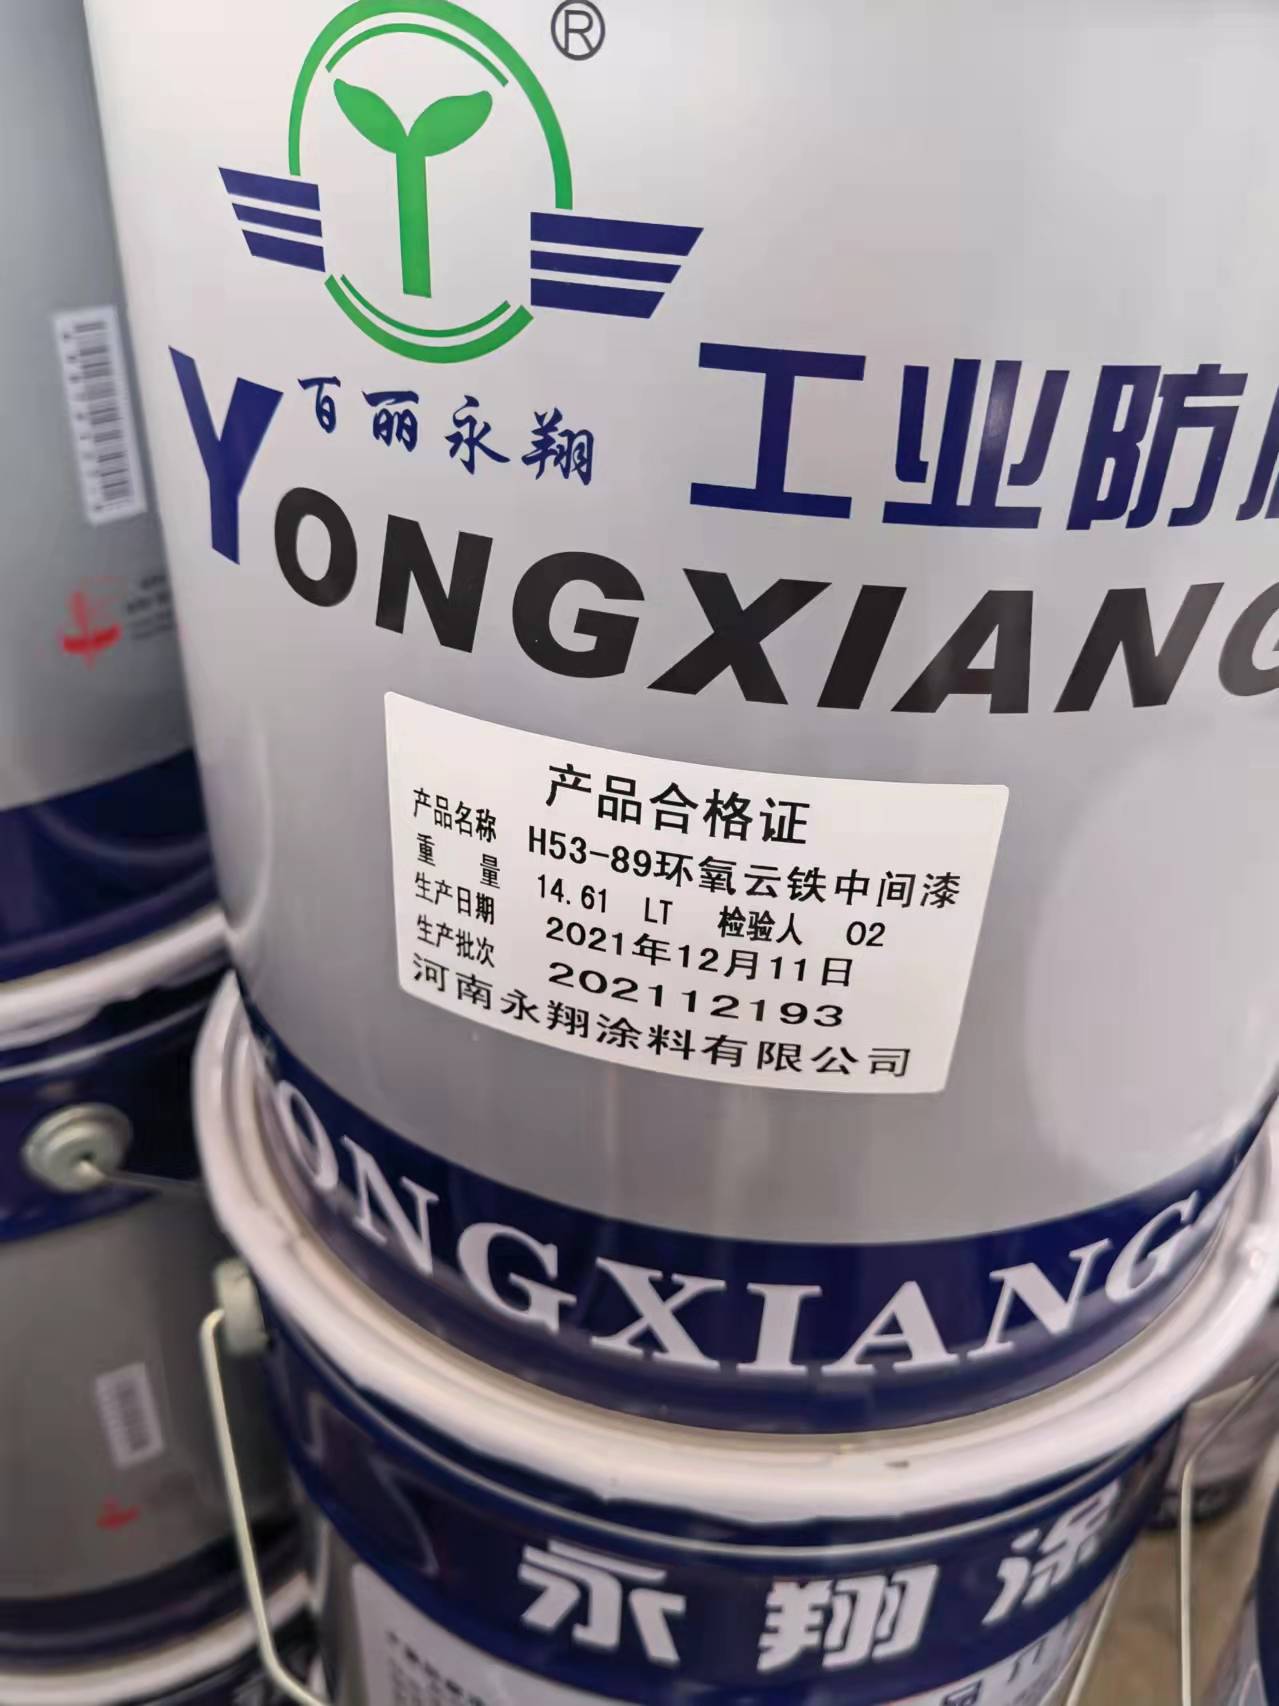 ®
百丽永翔
工业防
YONGXIANG
产品合格证
产品名称 H53-89环氧云铁中间漆
重量 14.61 LT 检验人 02
生产日期 2021年12月11日
生产批次 202112193
河南永翔涂料有限公司
YONGXIANG
永翔涂